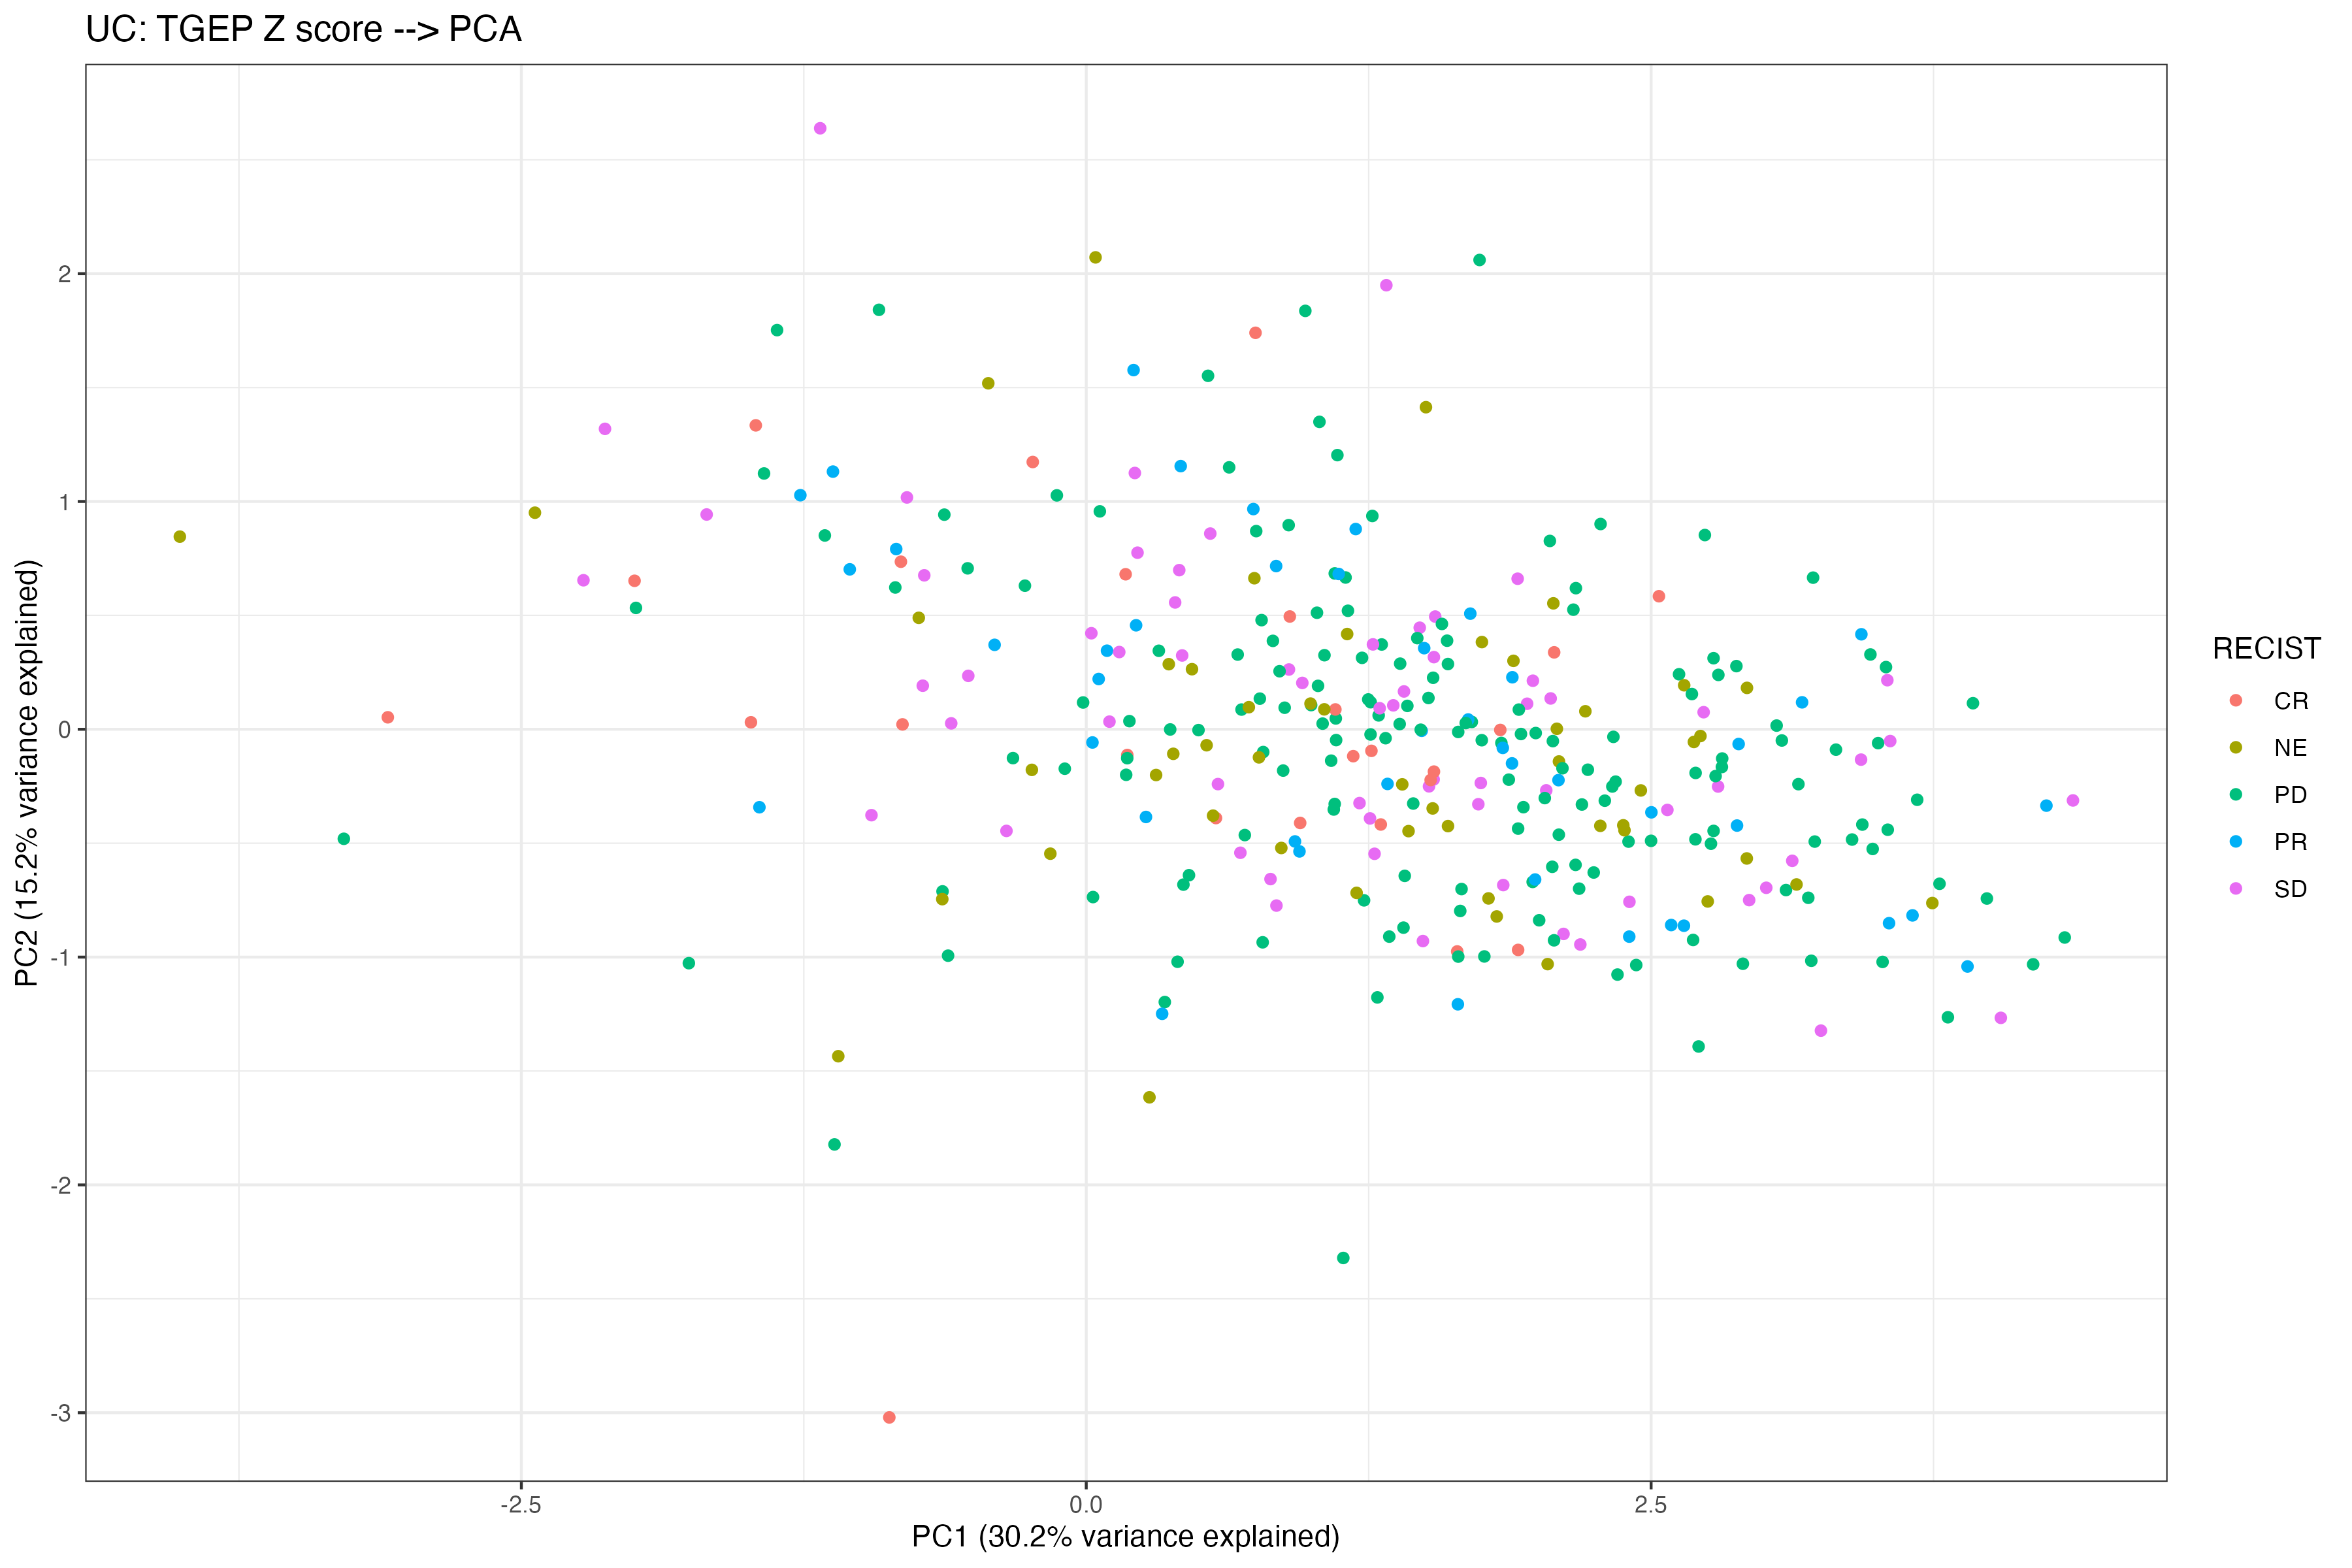 UC: TGEP Z score --> PCA
PC2 (15.2% variance explained)
2
1
0
-1
-2
-3
-2.5
0.0
2.5
PC1 (30.2% variance explained)
RECIST
CR
NE
PD
PR
SD